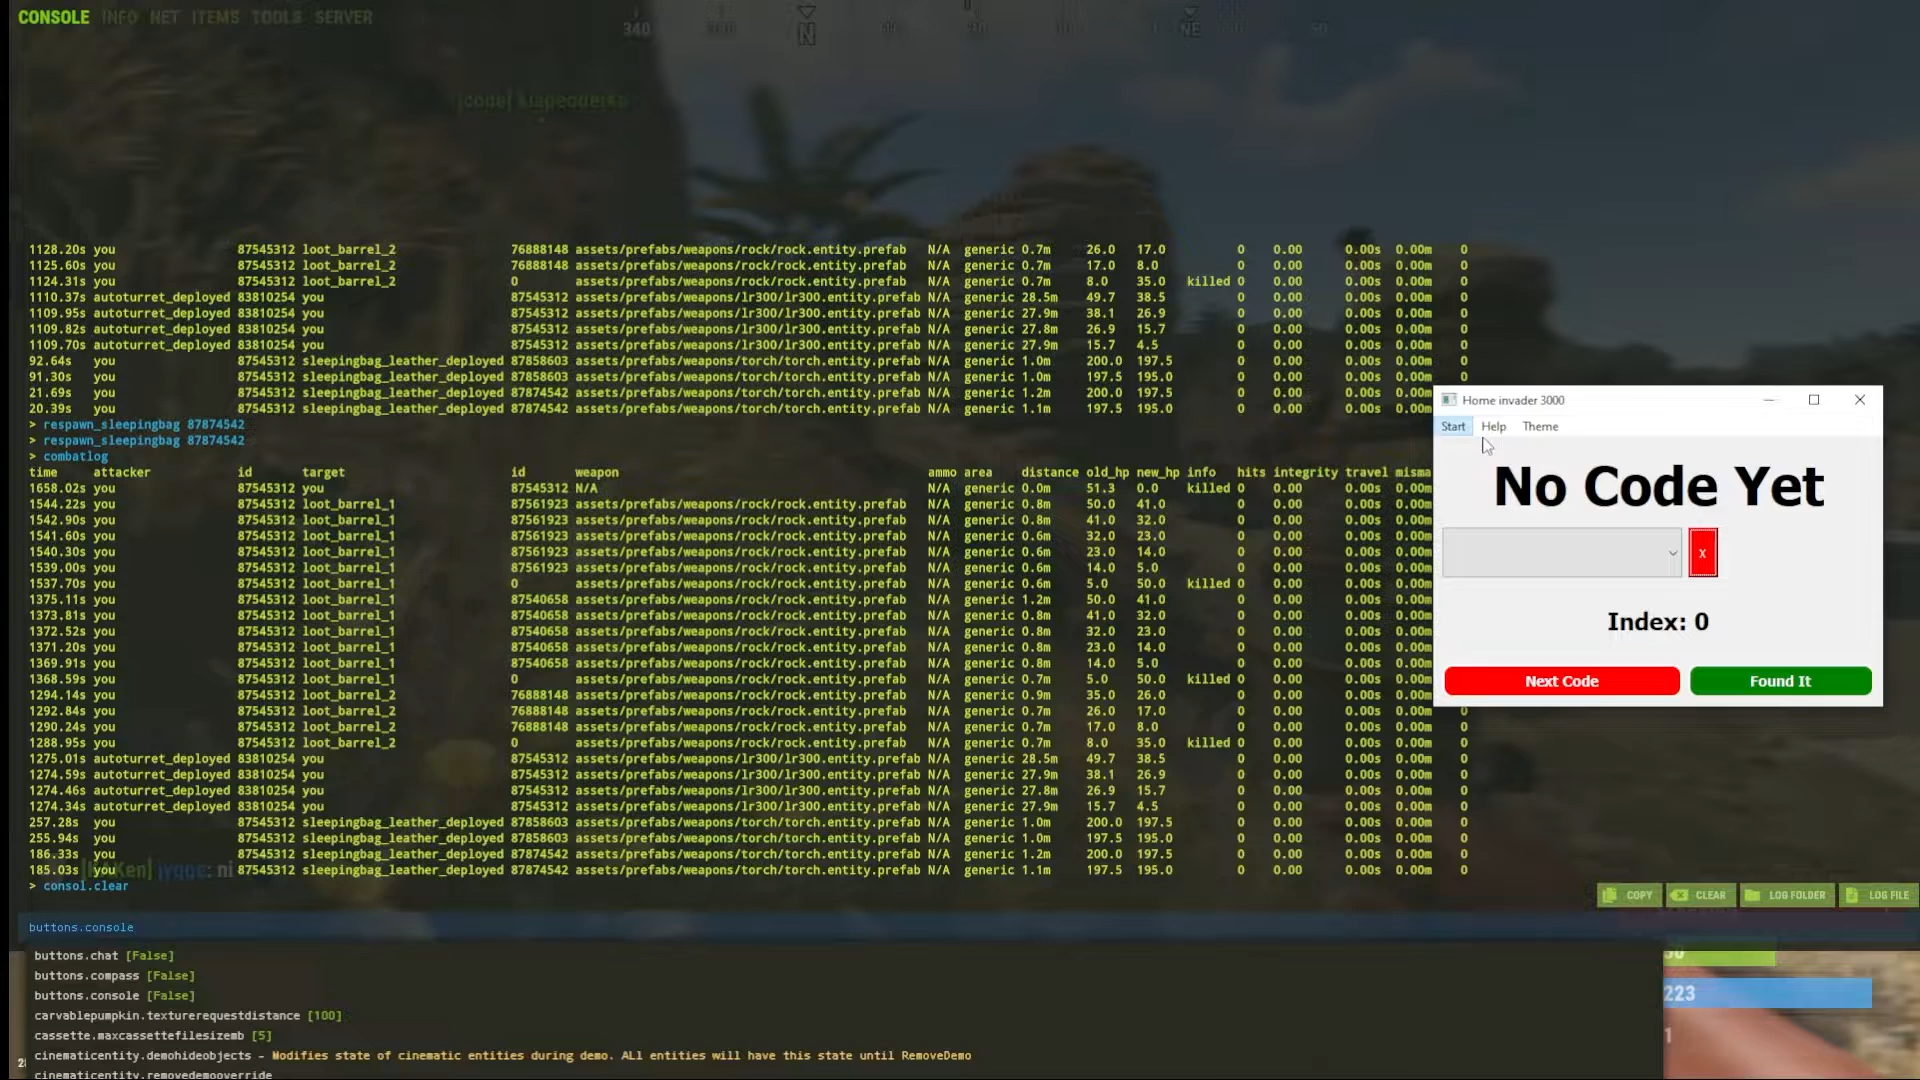 CONSOLE INFO NET ITEMS TOOLS SERVER
340 N NE
1128.20s you 87545312 loot_barrel_2 76888148 assets/prefabs/weapons/rock/rock.entity.prefab N/A generic 0.7m 26.0 17.0 0 0.00 0.00s 0.00m 0
1125.60s you 87545312 loot_barrel_2 76888148 assets/prefabs/weapons/rock/rock.entity.prefab N/A generic 0.7m 17.0 8.0 0 0.00 0.00s 0.00m 0
1124.31s you 87545312 loot_barrel_2 0 assets/prefabs/weapons/rock/rock.entity.prefab N/A generic 0.7m 8.0 35.0 killed 0 0.00 0.00s 0.00m 0
1110.37s autoturret_deployed 83810254 you 87545312 assets/prefabs/weapons/lr300/lr300.entity.prefab N/A generic 28.5m 49.7 38.5 0 0.00 0.00s 0.00m 0
1109.95s autoturret_deployed 83810254 you 87545312 assets/prefabs/weapons/lr300/lr300.entity.prefab N/A generic 27.9m 38.1 26.9 0 0.00 0.00s 0.00m 0
1109.82s autoturret_deployed 83810254 you 87545312 assets/prefabs/weapons/lr300/lr300.entity.prefab N/A generic 27.8m 26.9 15.7 0 0.00 0.00s 0.00m 0
1109.70s autoturret_deployed 83810254 you 87545312 assets/prefabs/weapons/lr300/lr300.entity.prefab N/A generic 27.9m 15.7 4.5 0 0.00 0.00s 0.00m 0
92.64s you 87545312 sleepingbag_leather_deployed 87858603 assets/prefabs/weapons/torch/torch.entity.prefab N/A generic 1.0m 200.0 197.5 0 0.00 0.00s 0.00m 0
91.30s you 87545312 sleepingbag_leather_deployed 87858603 assets/prefabs/weapons/torch/torch.entity.prefab N/A generic 1.0m 197.5 195.0 0 0.00 0.00s 0.00m 0
21.69s you 87545312 sleepingbag_leather_deployed 87874542 assets/prefabs/weapons/torch/torch.entity.prefab N/A generic 1.2m 200.0 197.5 0 0.00 0.00s 0.00m
20.39s you 87545312 sleepingbag_leather_deployed 87874542 assets/prefabs/weapons/torch/torch.entity.prefab N/A generic 1.1m 197.5 195.0 0 0.00 0.00s 0.00m
> respawn_sleepingbag 87874542
> respawn_sleepingbag 87874542
> combatlog
time attacker id target id weapon ammo area distance old_hp new_hp info hits integrity travel misma
1658.02s you 87545312 you 87545312 N/A N/A generic 0.0m 51.3 0.0 killed 0 0.00 0.00s 0.00m
1544.22s you 87545312 loot_barrel_1 87561923 assets/prefabs/weapons/rock/rock.entity.prefab N/A generic 0.8m 50.0 41.0 0 0.00 0.00s 0.00m
1542.90s you 87545312 loot_barrel_1 87561923 assets/prefabs/weapons/rock/rock.entity.prefab N/A generic 0.8m 41.0 32.0 0 0.00 0.00s 0.00m
1541.60s you 87545312 loot_barrel_1 87561923 assets/prefabs/weapons/rock/rock.entity.prefab N/A generic 0.6m 32.0 23.0 0 0.00 0.00s 0.00m
1540.30s you 87545312 loot_barrel_1 87561923 assets/prefabs/weapons/rock/rock.entity.prefab N/A generic 0.6m 23.0 14.0 0 0.00 0.00s 0.00m
1539.00s you 87545312 loot_barrel_1 87561923 assets/prefabs/weapons/rock/rock.entity.prefab N/A generic 0.6m 14.0 5.0 0 0.00 0.00s 0.00m
1537.70s you 87545312 loot_barrel_1 0 assets/prefabs/weapons/rock/rock.entity.prefab N/A generic 0.6m 5.0 50.0 killed 0 0.00 0.00s 0.00m
1375.11s you 87545312 loot_barrel_1 87540658 assets/prefabs/weapons/rock/rock.entity.prefab N/A generic 1.2m 50.0 41.0 0 0.00 0.00s 0.00m
1373.81s you 87545312 loot_barrel_1 87540658 assets/prefabs/weapons/rock/rock.entity.prefab N/A generic 0.8m 41.0 32.0 0 0.00 0.00s 0.00m
1372.52s you 87545312 loot_barrel_1 87540658 assets/prefabs/weapons/rock/rock.entity.prefab N/A generic 0.8m 32.0 23.0 0 0.00 0.00s 0.00m
1371.20s you 87545312 loot_barrel_1 87540658 assets/prefabs/weapons/rock/rock.entity.prefab N/A generic 0.8m 23.0 14.0 0 0.00 0.00s 0.00m
1369.91s you 87545312 loot_barrel_1 87540658 assets/prefabs/weapons/rock/rock.entity.prefab N/A generic 0.8m 14.0 5.0 0 0.00 0.00s 0.00m
1368.59s you 87545312 loot_barrel_1 0 assets/prefabs/weapons/rock/rock.entity.prefab N/A generic 0.7m 5.0 50.0 killed 0 0.00 0.00s 0.00m
1294.14s you 87545312 loot_barrel_2 76888148 assets/prefabs/weapons/rock/rock.entity.prefab N/A generic 0.9m 35.0 26.0 0 0.00 0.00s 0.00m
1292.84s you 87545312 loot_barrel_2 76888148 assets/prefabs/weapons/rock/rock.entity.prefab N/A generic 0.7m 26.0 17.0 0 0.00 0.00s 0.00m 0
1290.24s you 87545312 loot_barrel_2 76888148 assets/prefabs/weapons/rock/rock.entity.prefab N/A generic 0.7m 17.0 8.0 0 0.00 0.00s 0.00m 0
1288.95s you 87545312 loot_barrel_2 0 assets/prefabs/weapons/rock/rock.entity.prefab N/A generic 0.7m 8.0 35.0 killed 0 0.00 0.00s 0.00m 0
1275.01s autoturret_deployed 83810254 you 87545312 assets/prefabs/weapons/lr300/lr300.entity.prefab N/A generic 28.5m 49.7 38.5 0 0.00 0.00s 0.00m 0
1274.59s autoturret_deployed 83810254 you 87545312 assets/prefabs/weapons/lr300/lr300.entity.prefab N/A generic 27.9m 38.1 26.9 0 0.00 0.00s 0.00m 0
1274.46s autoturret_deployed 83810254 you 87545312 assets/prefabs/weapons/lr300/lr300.entity.prefab N/A generic 27.8m 26.9 15.7 0 0.00 0.00s 0.00m 0
1274.34s autoturret_deployed 83810254 you 87545312 assets/prefabs/weapons/lr300/lr300.entity.prefab N/A generic 27.9m 15.7 4.5 0 0.00 0.00s 0.00m 0
257.28s you 87545312 sleepingbag_leather_deployed 87858603 assets/prefabs/weapons/torch/torch.entity.prefab N/A generic 1.0m 200.0 197.5 0 0.00 0.00s 0.00m 0
255.94s you 87545312 sleepingbag_leather_deployed 87858603 assets/prefabs/weapons/torch/torch.entity.prefab N/A generic 1.0m 197.5 195.0 0 0.00 0.00s 0.00m 0
186.33s you 87545312 sleepingbag_leather_deployed 87874542 assets/prefabs/weapons/torch/torch.entity.prefab N/A generic 1.2m 200.0 197.5 0 0.00 0.00s 0.00m 0
185.03s you 87545312 sleepingbag_leather_deployed 87874542 assets/prefabs/weapons/torch/torch.entity.prefab N/A generic 1.1m 197.5 195.0 0 0.00 0.00s 0.00m 0
> consol.clear
COPY CLEAR LOG FOLDER LOG FILE
buttons.console
buttons.chat [False]
buttons.compass [False]
buttons.console [False]
carvablepumpkin.texturerequestdistance [100]
cassette.maxcassettefilesizemb [5]
cinematicentity.demohideobjects - Modifies state of cinematic entities during demo. ALL entities will have this state until RemoveDemo
cinematicentity.removedemooverride
223
Home invader 3000
Start Help Theme
No Code Yet
x
Index: 0
Next Code
Found It